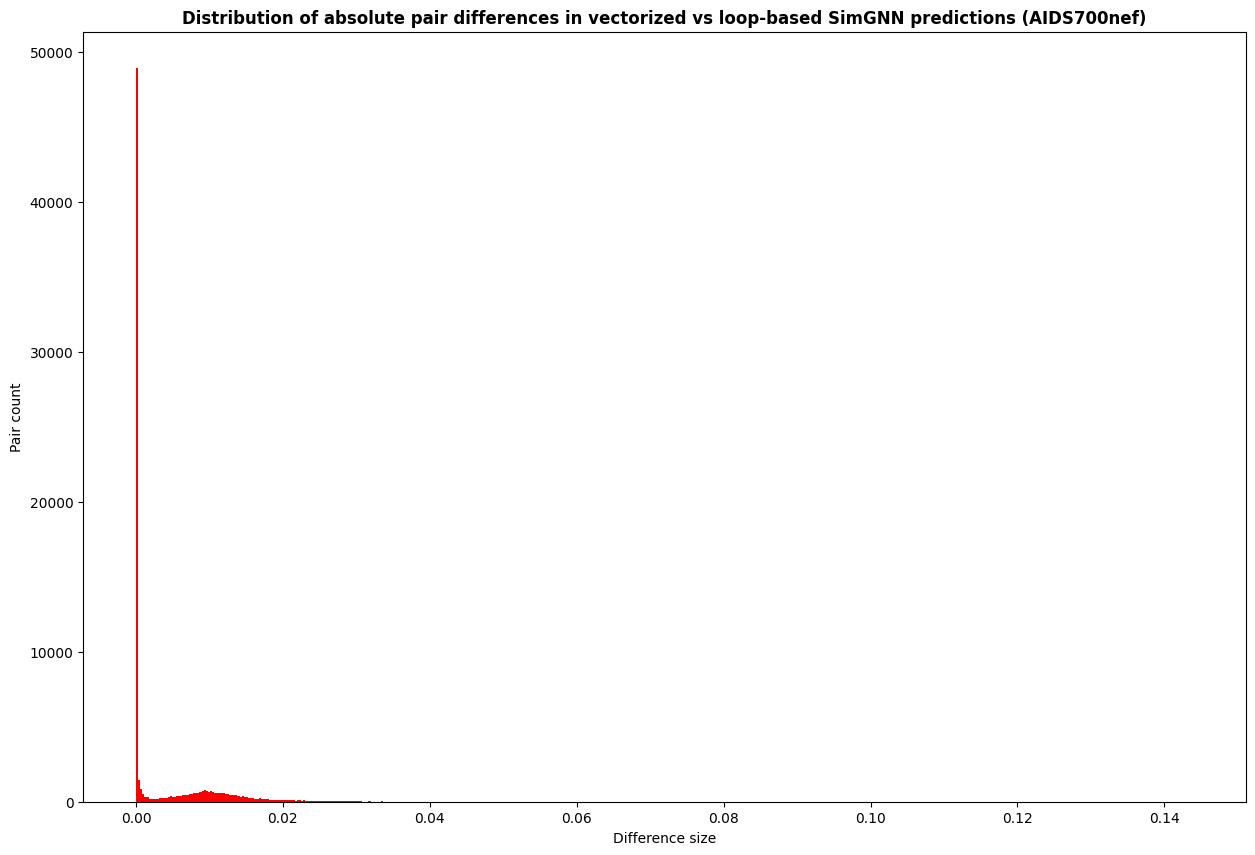 Distribution of absolute pair differences in vectorized vs loop-based SimGNN predictions (AIDS700nef)
50000
40000
30000
20000
10000
0
Pair count
0.00 0.02 0.04 0.06 0.08 0.10 0.12 0.14
Difference size